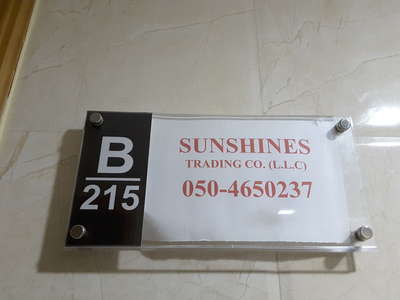 B
215
SUNSHINES
TRADING CO. (L.L.C)
050-4650237